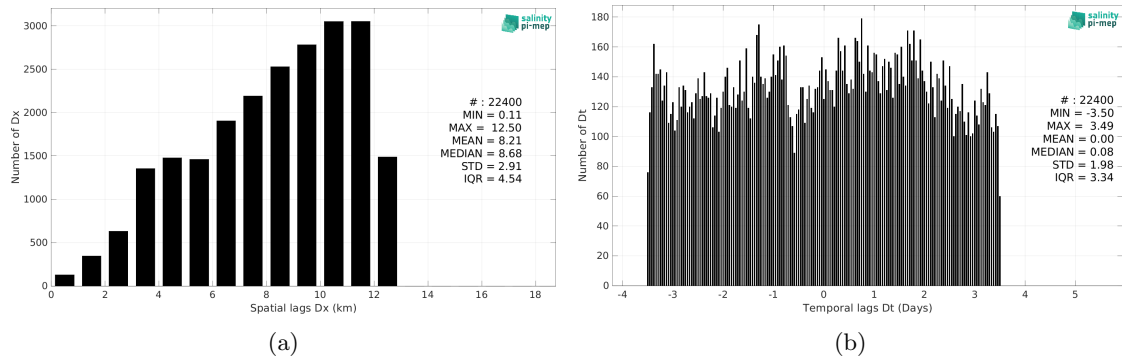 salinity
pi-mep
3000
2500
2000
1500
1000
500
0
Number of Dx
# : 22400
MIN = 0.11
MAX = 12.50
MEAN = 8.21
MEDIAN = 8.68
STD = 2.91
IQR = 4.54
0 2 4 6 8 10 12 14 16 18
Spatial lags Dx (km)
(a)
salinity
pi-mep
180
160
140
120
100
80
60
40
20
0
Number of Dt
# : 22400
MIN = -3.50
MAX = 3.49
MEAN = 0.00
MEDIAN = 0.08
STD = 1.98
IQR = 3.34
-4 -3 -2 -1 0 1 2 3 4 5
Temporal lags Dt (Days)
(b)